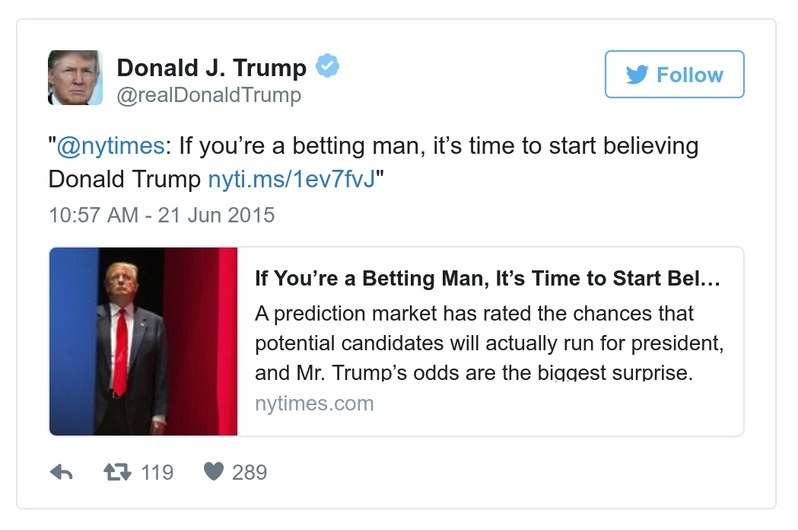 Donald J. Trump
@realDonaldTrump
Follow
"@nytimes: If you’re a betting man, it’s time to start believing
Donald Trump nyti.ms/1ev7fvJ"
10:57 AM - 21 Jun 2015
If You’re a Betting Man, It’s Time to Start Bel...
A prediction market has rated the chances that
potential candidates will actually run for president,
and Mr. Trump’s odds are the biggest surprise.
nytimes.com
119
289